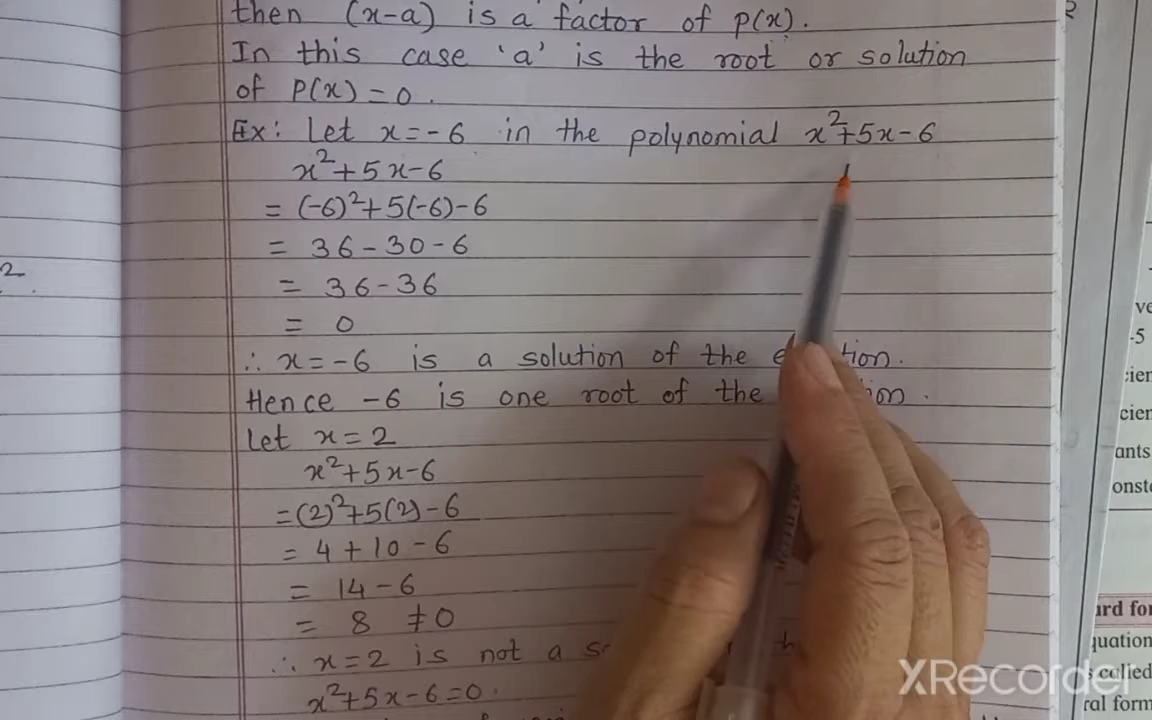 then (x-a) is a factor of p(x).
In this case 'a' is the root or solution
of P(x) = 0.
Ex: Let x = -6 in the polynomial x²+5x-6
x²+5x-6
= (-6)²+5(-6)-6
= 36-30-6
= 36-36
= 0
∴ x = -6 is a solution of the
Hence -6 is one root of the
Let x = 2
x²+5x-6
= (2)²+5(2)-6
= 4+10-6
= 14-6
= 8 ≠0
∴ x=2 is not a
x²+5x-6=0.
2.
-5
ants
XRecorder